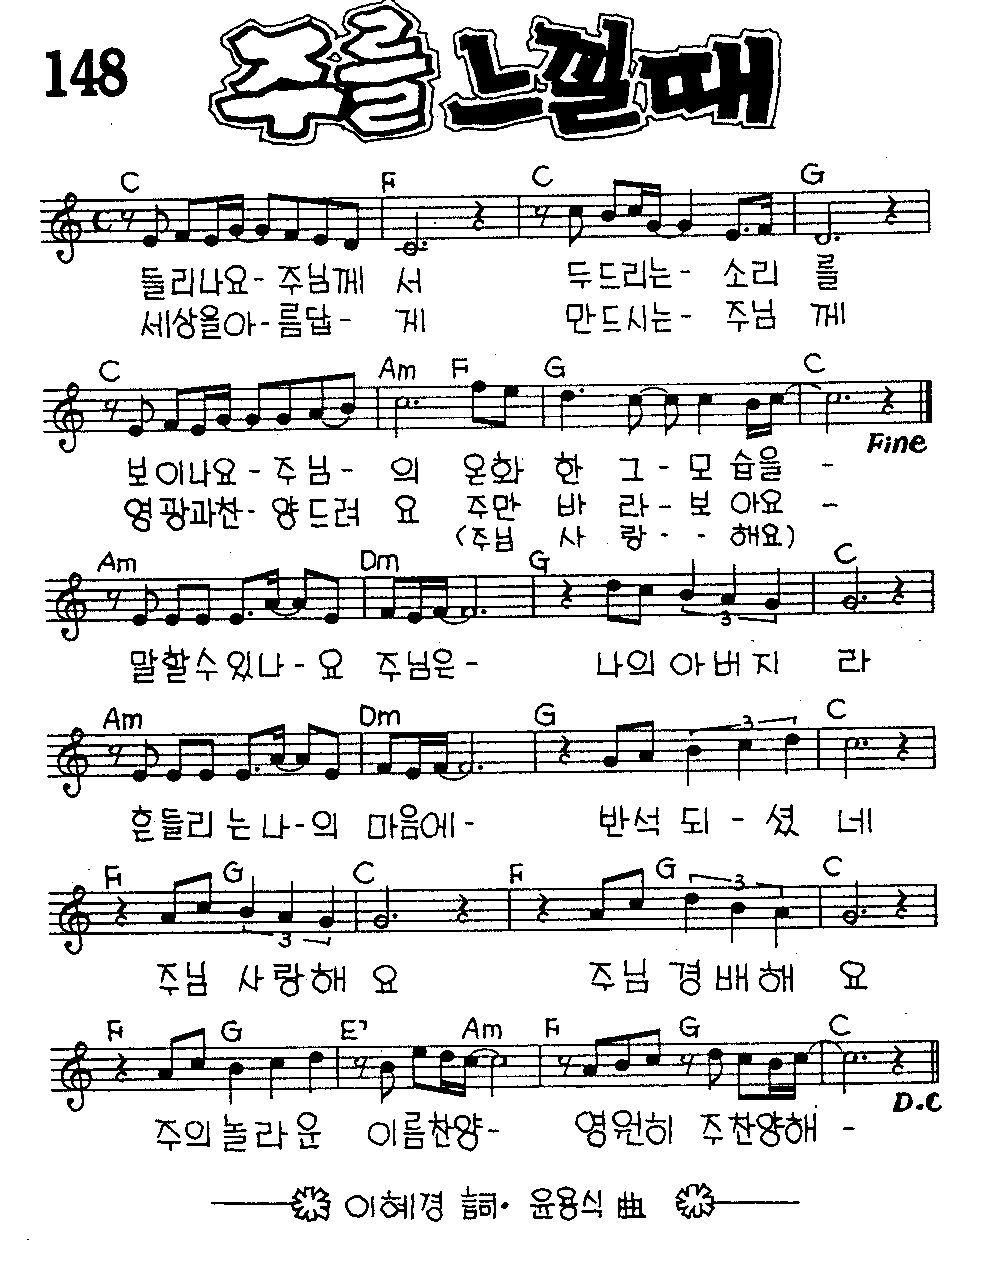 148 주를 느낄때
C F C G
들리나요- 주님께 서 두드리는- 소리 를
세상을아-름답- 게 만드시는- 주님 께
C Am F G C
Fine
보이나요-주님- 의 온화 한 그-모 습을 -
영광과찬-양드려 요 주만 바 라-보 아요 -
(주님 사 랑- - 해요)
Am Dm G C
3
말할수있나-요 주님은- 나의 아버지 라
Am Dm G 3 C
흔들리는나-의 마음에- 반석 되-셨 네
F G C F G 3 C
3
주님 사랑해 요 주님 경배해 요
F G E7 Am F G C
D.C
주의놀라운 이름찬양- 영원히 주찬양해 -
이혜경 詞· 윤용식 曲